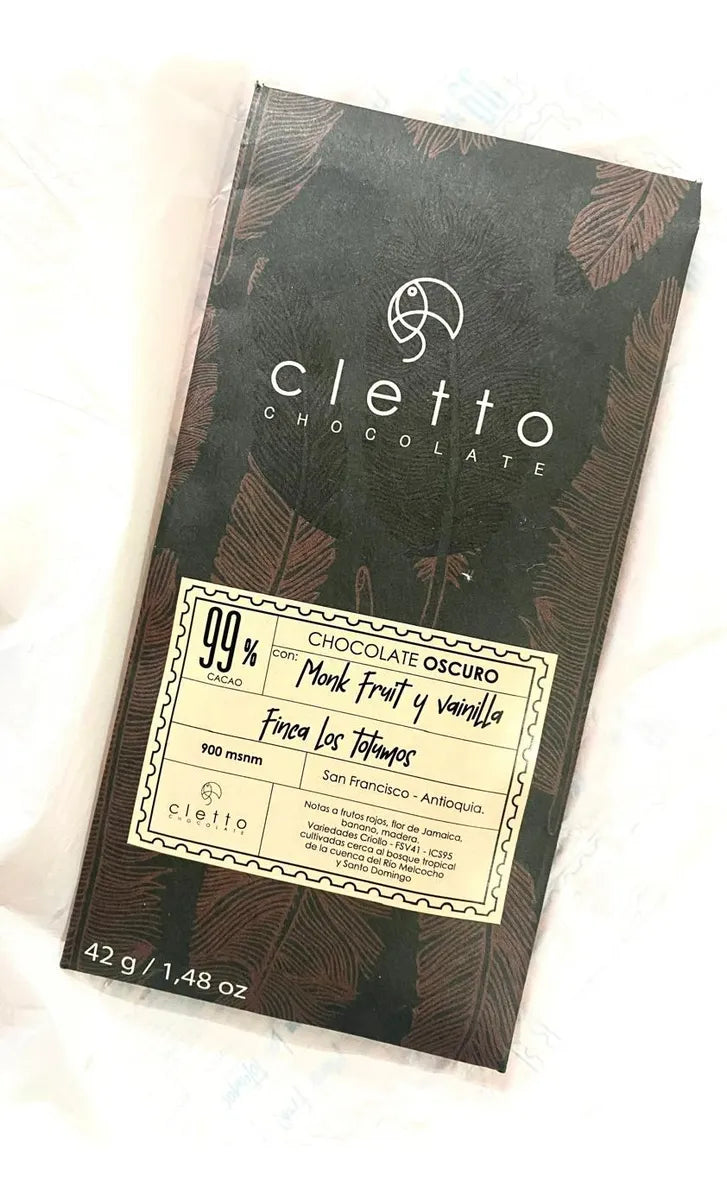 cletto
CHOCOLATE
99%
CACAO
CHOCOLATE OSCURO
con: Monk Fruit y vainilla
Finca Los Totumos
900 msnm
San Francisco - Antioquia.
cletto
CHOCOLATE
Notas a frutos rojos, flor de Jamaica,
banano, madera.
Variedades Criollo - FSV41 - ICS95
cultivadas cerca al bosque tropical
de la cuenca del Río Melcocho
y Santo Domingo
42 g / 1,48 oz